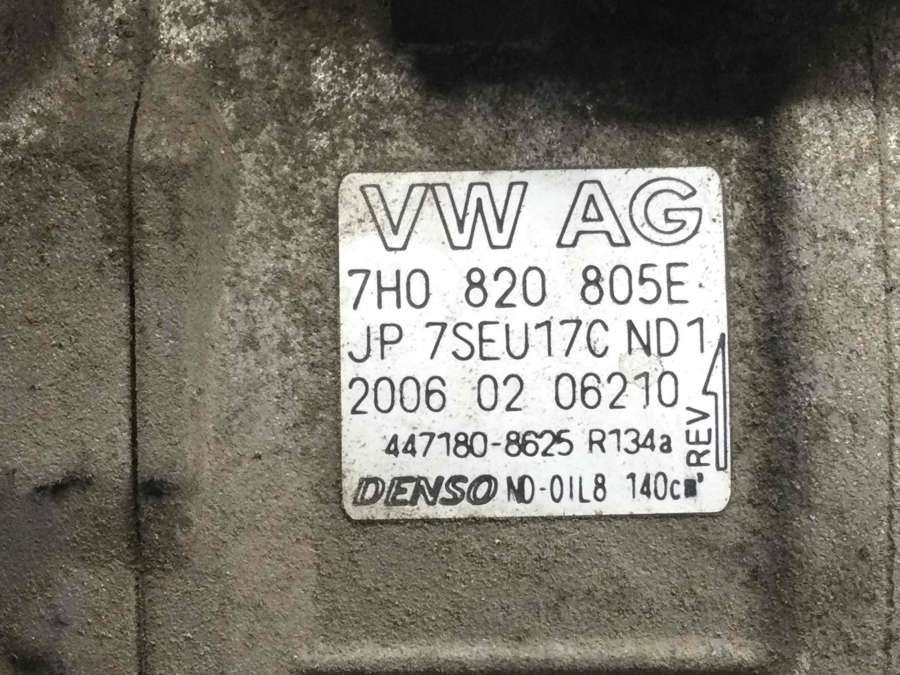 VW AG
7H0 820 805E
JP 7SEU17C ND1
2006 02 06210
447180-8625 R134a
REV
DENSO ND-OIL8 140cm³